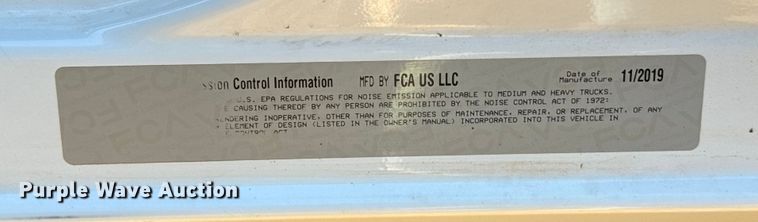 ssion Control Information MFD BY FCA US LLC Date of Manufacture 11/2019
U.S. EPA REGULATIONS FOR NOISE EMISSION APPLICABLE TO MEDIUM AND HEAVY TRUCKS.
E CAUSING THEREOF BY ANY PERSON ARE PROHIBITED BY THE NOISE CONTROL ACT OF 1972:
NDERING INOPERATIVE, OTHER THAN FOR PURPOSES OF MAINTENANCE, REPAIR, OR REPLACEMENT, OF ANY
ELEMENT OF DESIGN (LISTED IN THE OWNER'S MANUAL) INCORPORATED INTO THIS VEHICLE IN
CONTROL ACT
Purple Wave Auction